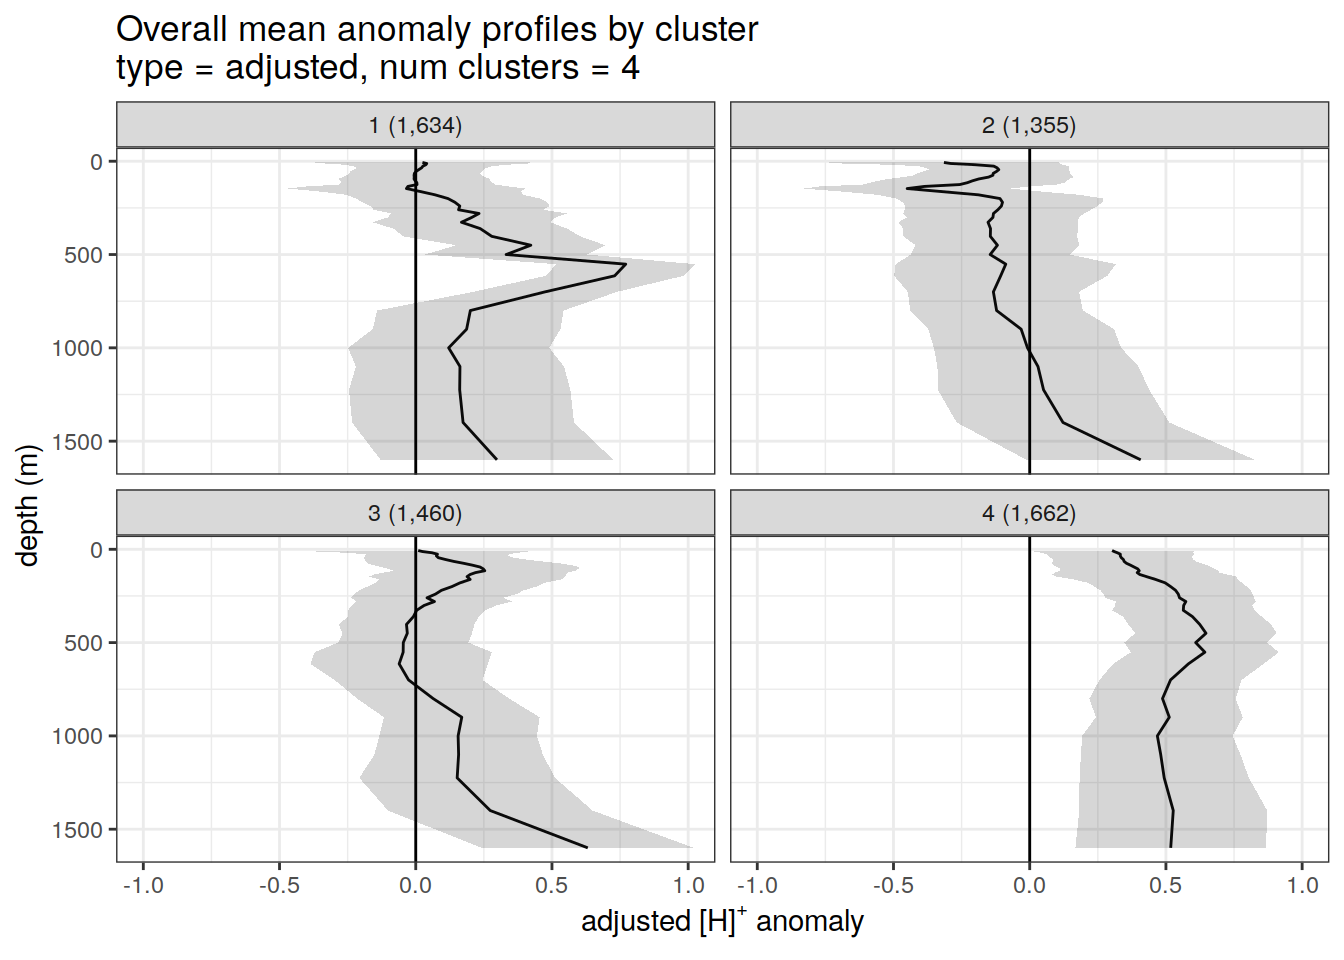 Overall mean anomaly profiles by cluster
type = adjusted, num clusters = 4
1 (1,634)
2 (1,355)
0
500
1000
1500
3 (1,460)
4 (1,662)
0
500
1000
1500
depth (m)
-1.0 -0.5 0.0 0.5 1.0 -1.0 -0.5 0.0 0.5 1.0
adjusted [H]⁺ anomaly